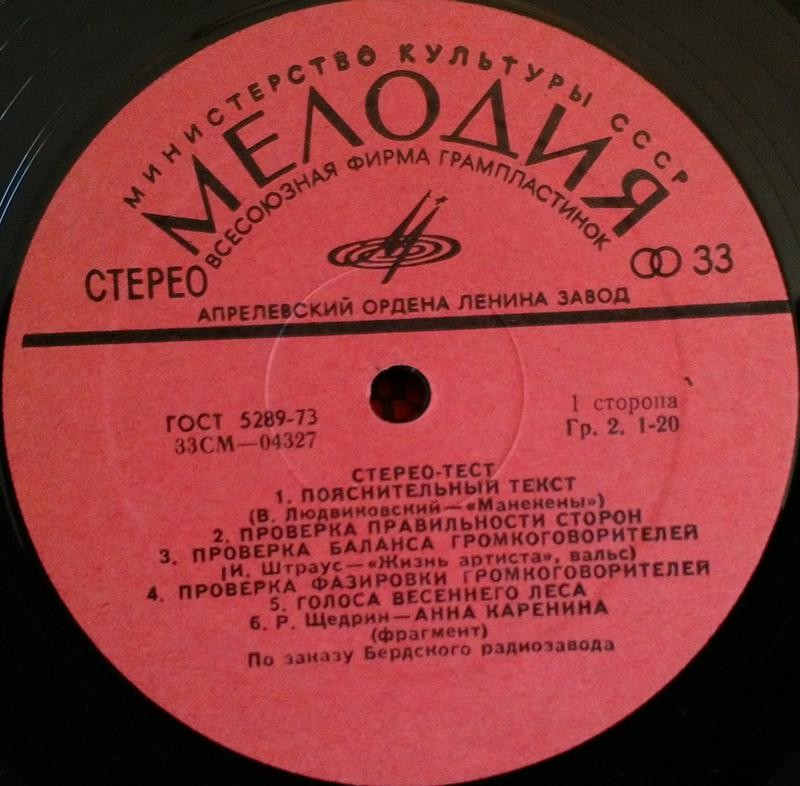 МИНИСТЕРСТВО КУЛЬТУРЫ СССР
МЕЛОДИЯ
ВСЕСОЮЗНАЯ ФИРМА ГРАМПЛАСТИНОК
СТЕРЕО
33
АПРЕЛЕВСКИЙ ОРДЕНА ЛЕНИНА ЗАВОД
ГОСТ 5289-73
33СМ—04327
1 сторона
Гр. 2. 1-20
СТЕРЕО-ТЕСТ
1. ПОЯСНИТЕЛЬНЫЙ ТЕКСТ
(В. Людвиковский—«Манекены»)
2. ПРОВЕРКА ПРАВИЛЬНОСТИ СТОРОН
3. ПРОВЕРКА БАЛАНСА ГРОМКОГОВОРИТЕЛЕЙ
(И. Штраус—«Жизнь артиста», вальс)
4. ПРОВЕРКА ФАЗИРОВКИ ГРОМКОГОВОРИТЕЛЕЙ
5. ГОЛОСА ВЕСЕННЕГО ЛЕСА
6. Р. Щедрин—АННА КАРЕНИНА
(фрагмент)
По заказу Бердского радиозавода